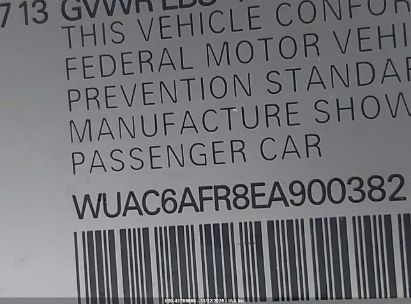 713 GVWR LBS
THIS VEHICLE CONFOR
FEDERAL MOTOR VEHI
PREVENTION STANDAR
MANUFACTURE SHOW
PASSENGER CAR
WUAC6AFR8EA900382